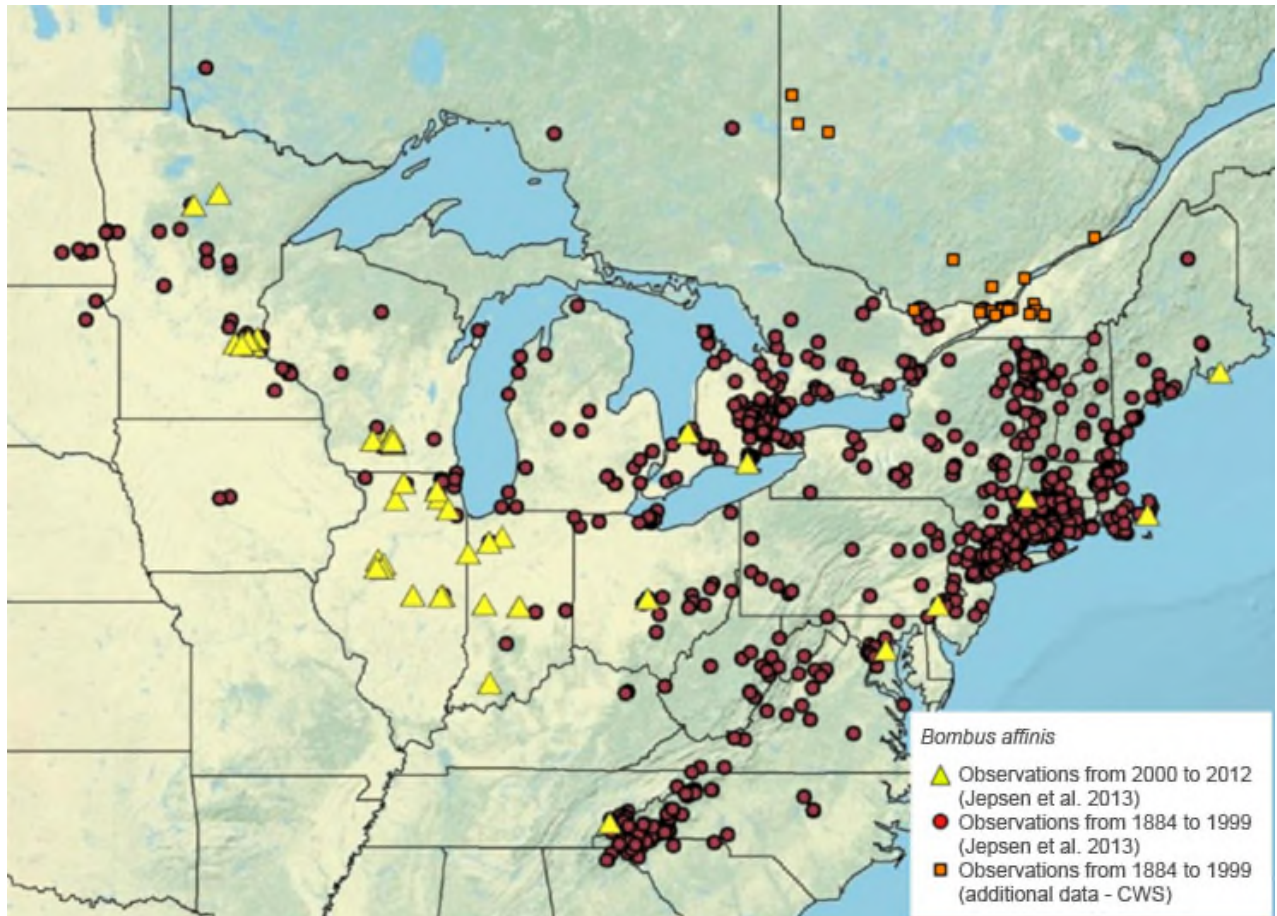 Bombus affinis
Observations from 2000 to 2012
(Jepsen et al. 2013)
Observations from 1884 to 1999
(Jepsen et al. 2013)
Observations from 1884 to 1999
(additional data - CWS)